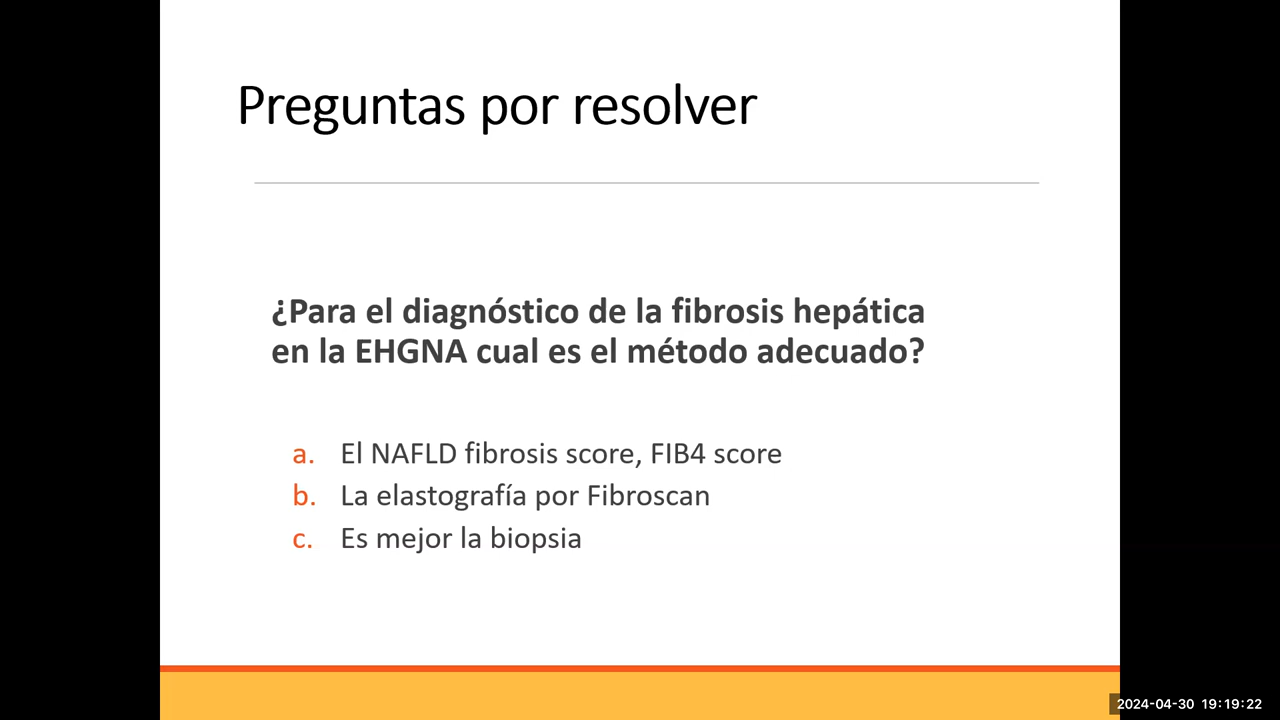 Preguntas por resolver
¿Para el diagnóstico de la fibrosis hepática
en la EHGNA cual es el método adecuado?
a. El NAFLD fibrosis score, FIB4 score
b. La elastografía por Fibroscan
c. Es mejor la biopsia
2024-04-30 19:19:22